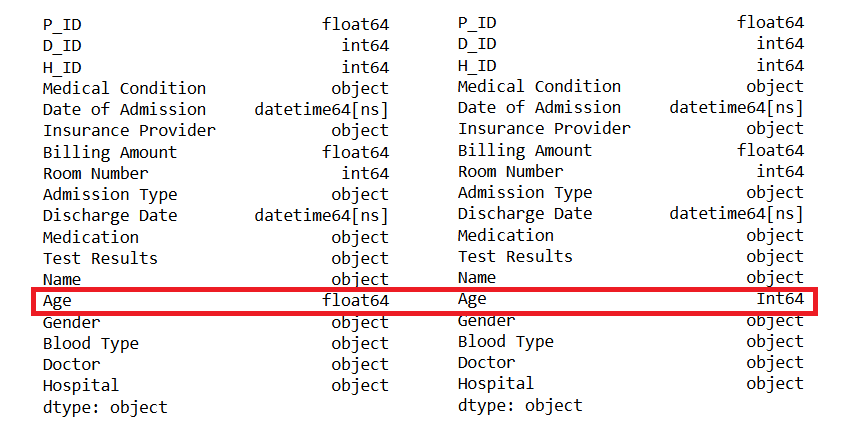 P_ID float64
D_ID int64
H_ID int64
Medical Condition object
Date of Admission datetime64[ns]
Insurance Provider object
Billing Amount float64
Room Number int64
Admission Type object
Discharge Date datetime64[ns]
Medication object
Test Results object
Name object
Age float64
Gender object
Blood Type object
Doctor object
Hospital object
dtype: object
P_ID float64
D_ID int64
H_ID int64
Medical Condition object
Date of Admission datetime64[ns]
Insurance Provider object
Billing Amount float64
Room Number int64
Admission Type object
Discharge Date datetime64[ns]
Medication object
Test Results object
Name object
Age Int64
Gender object
Blood Type object
Doctor object
Hospital object
dtype: object